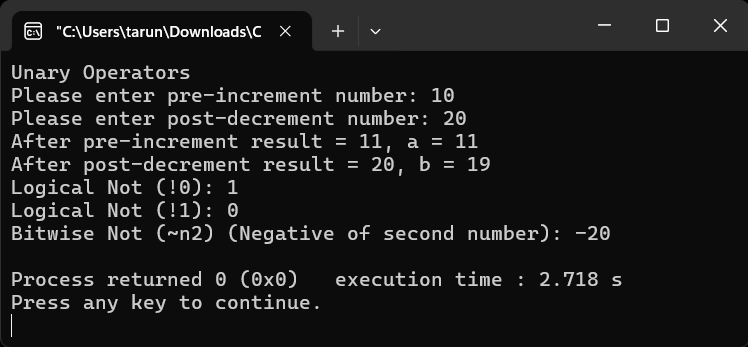 "C:\Users\tarun\Downloads\C
Unary Operators
Please enter pre-increment number: 10
Please enter post-decrement number: 20
After pre-increment result = 11, a = 11
After post-decrement result = 20, b = 19
Logical Not (!0): 1
Logical Not (!1): 0
Bitwise Not (~n2) (Negative of second number): -20
Process returned 0 (0x0)   execution time : 2.718 s
Press any key to continue.